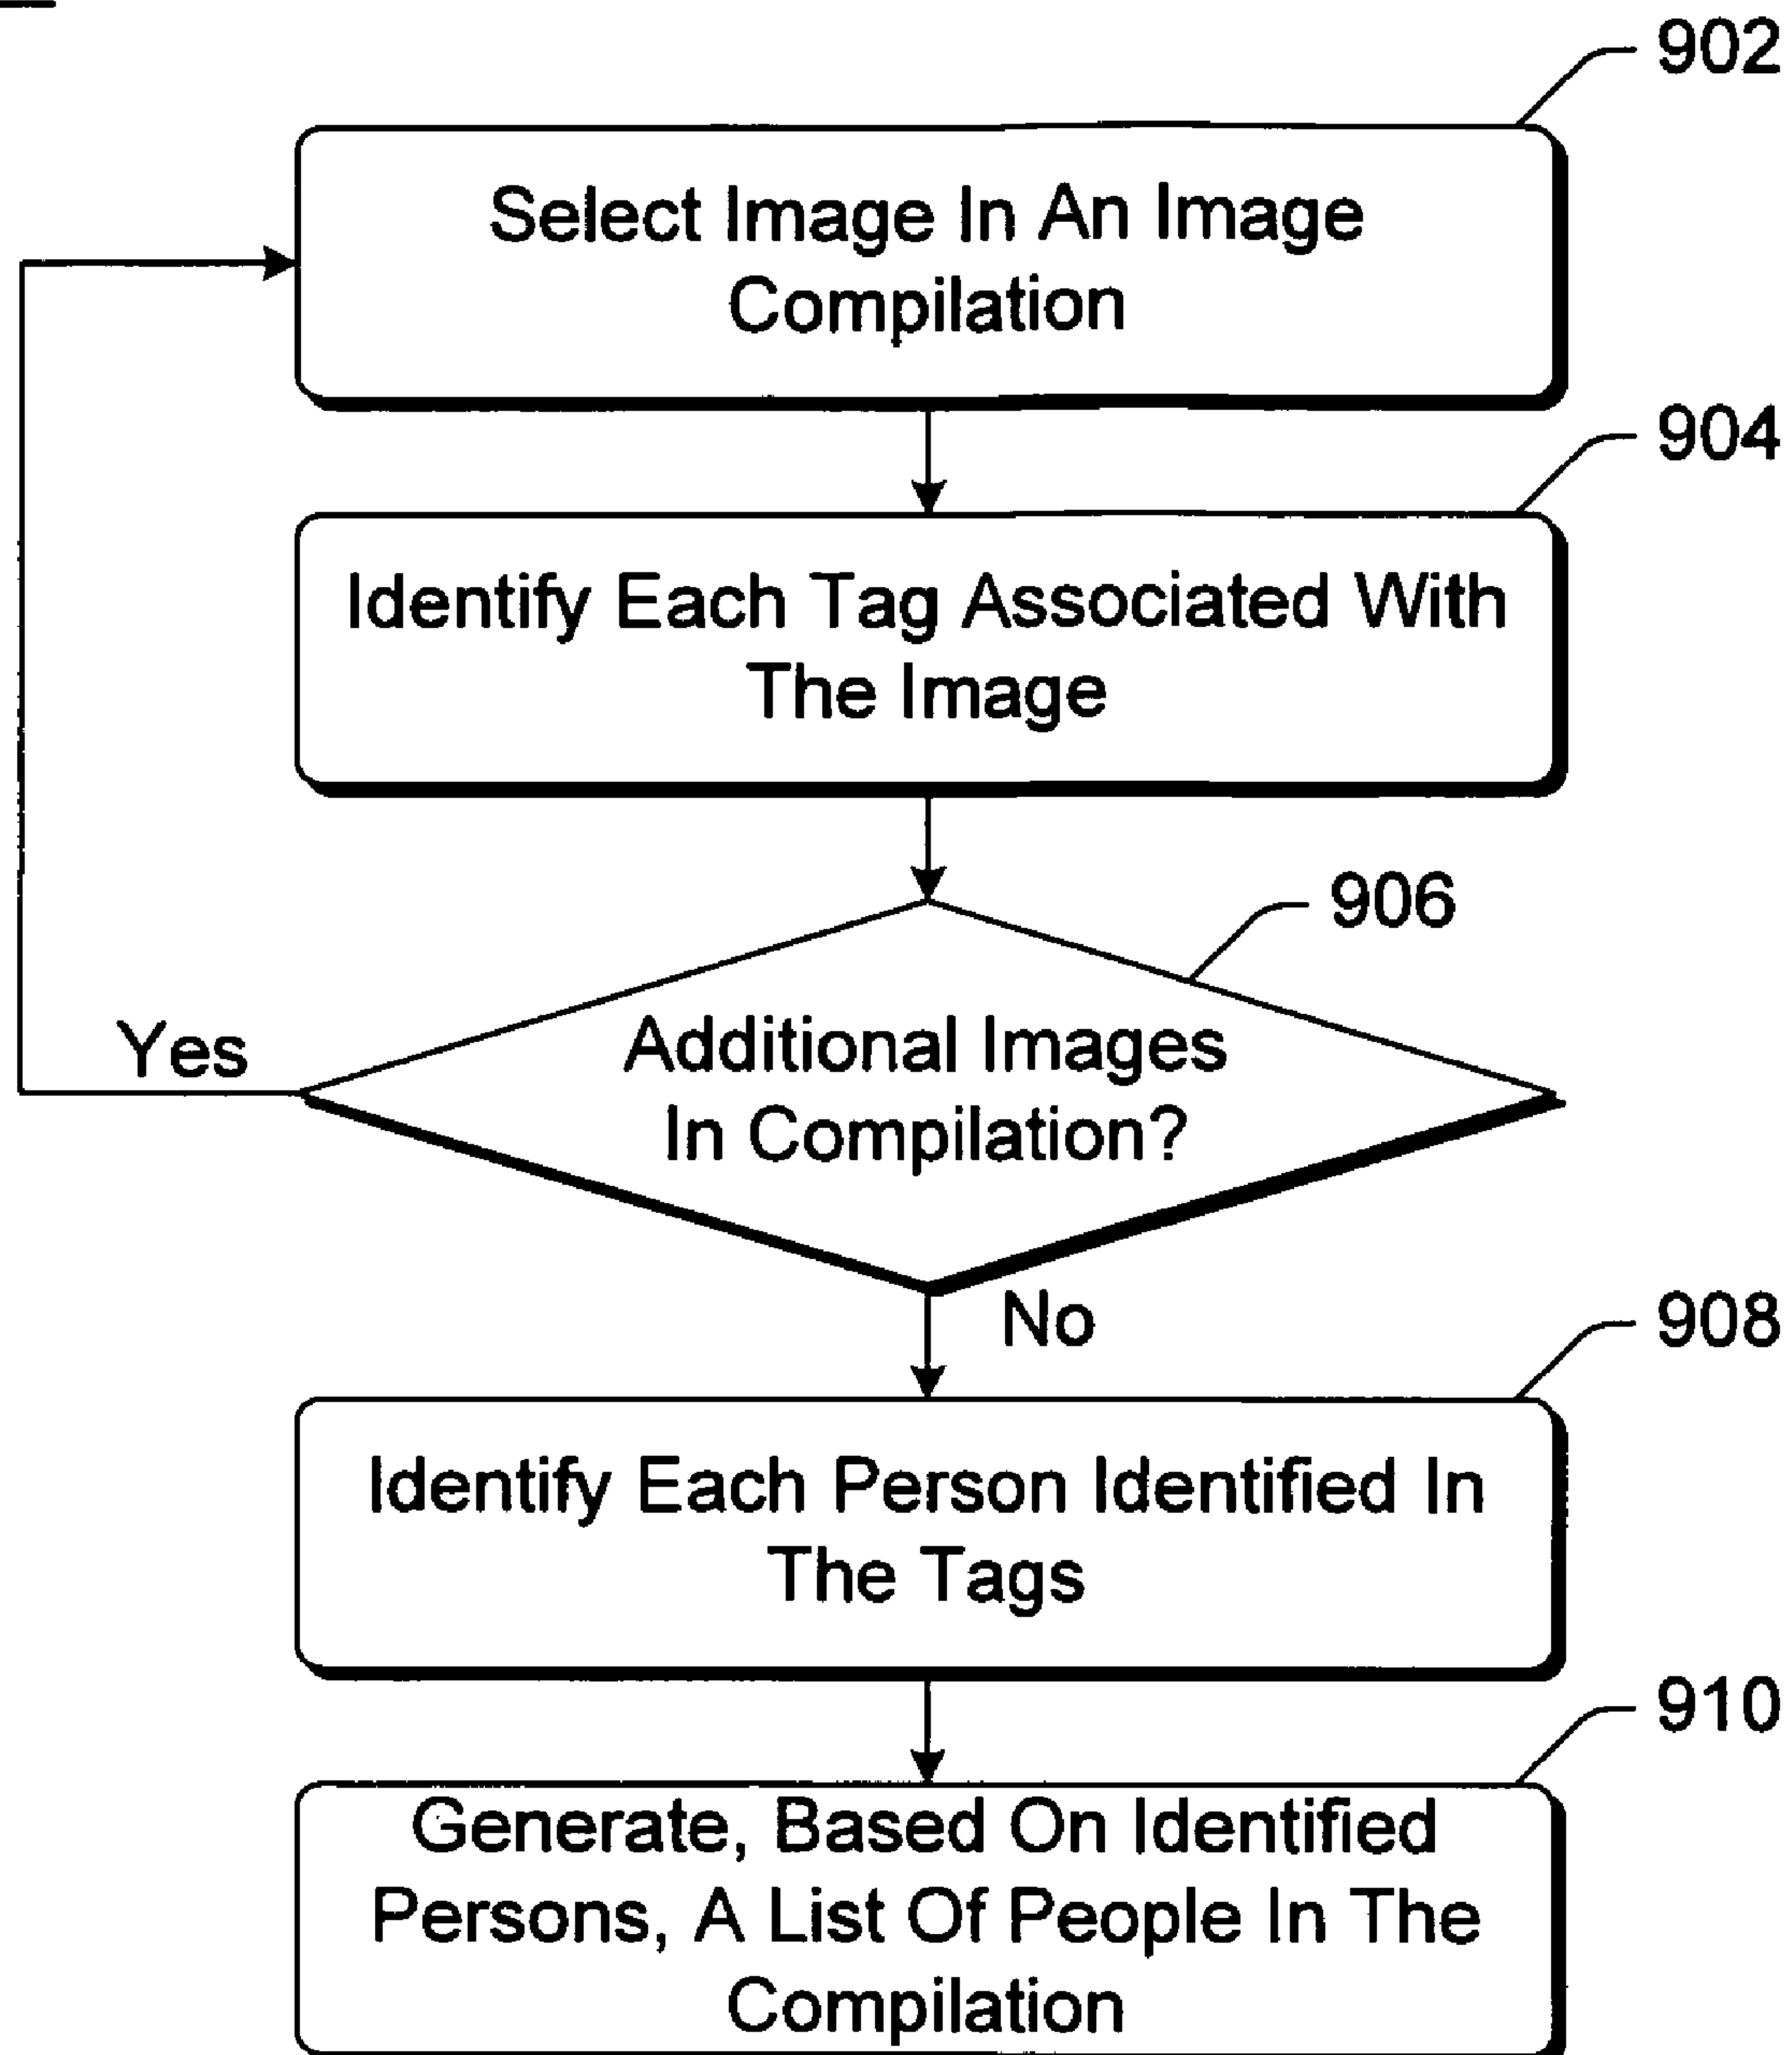 902
Select Image In An Image
Compilation
904
Identify Each Tag Associated With
The Image
906
Additional Images
In Compilation?
Yes
No
908
Identify Each Person Identified In
The Tags
910
Generate, Based On Identified
Persons, A List Of People In The
Compilation